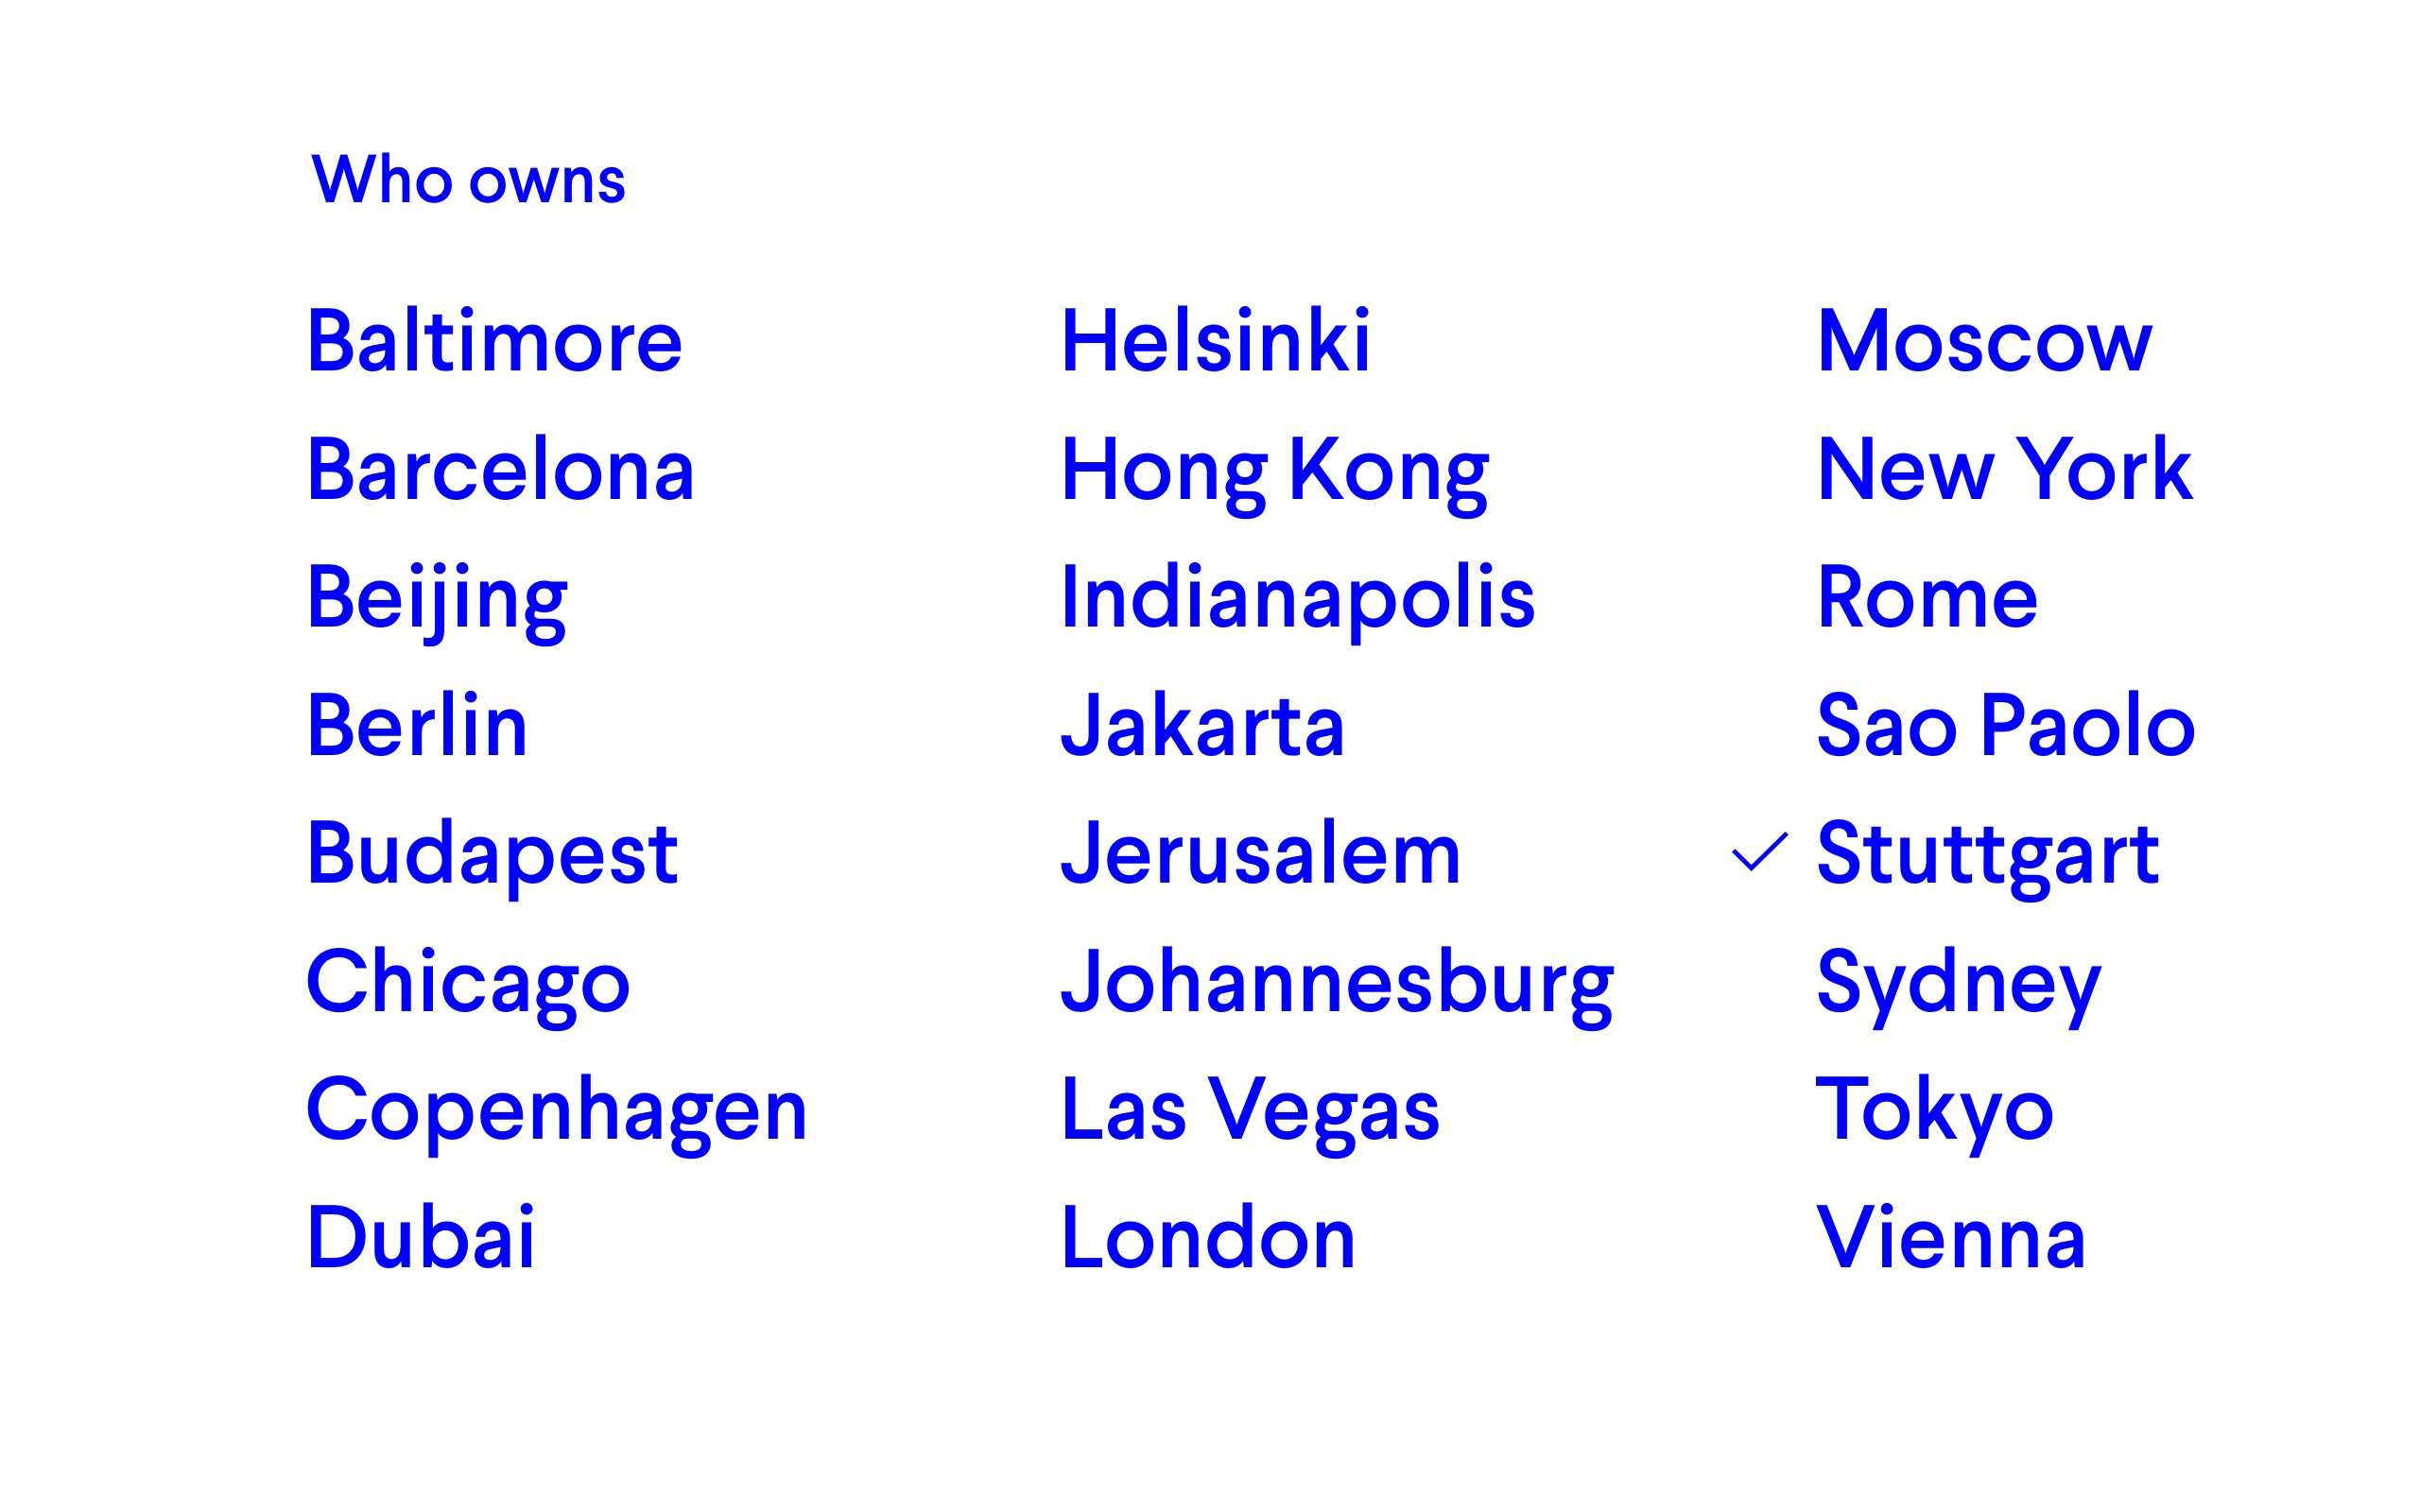 Who owns
Baltimore
Barcelona
Beijing
Berlin
Budapest
Chicago
Copenhagen
Dubai
Helsinki
Hong Kong
Indianapolis
Jakarta
Jerusalem
Johannesburg
Las Vegas
London
Moscow
New York
Rome
Sao Paolo
Stuttgart
Sydney
Tokyo
Vienna